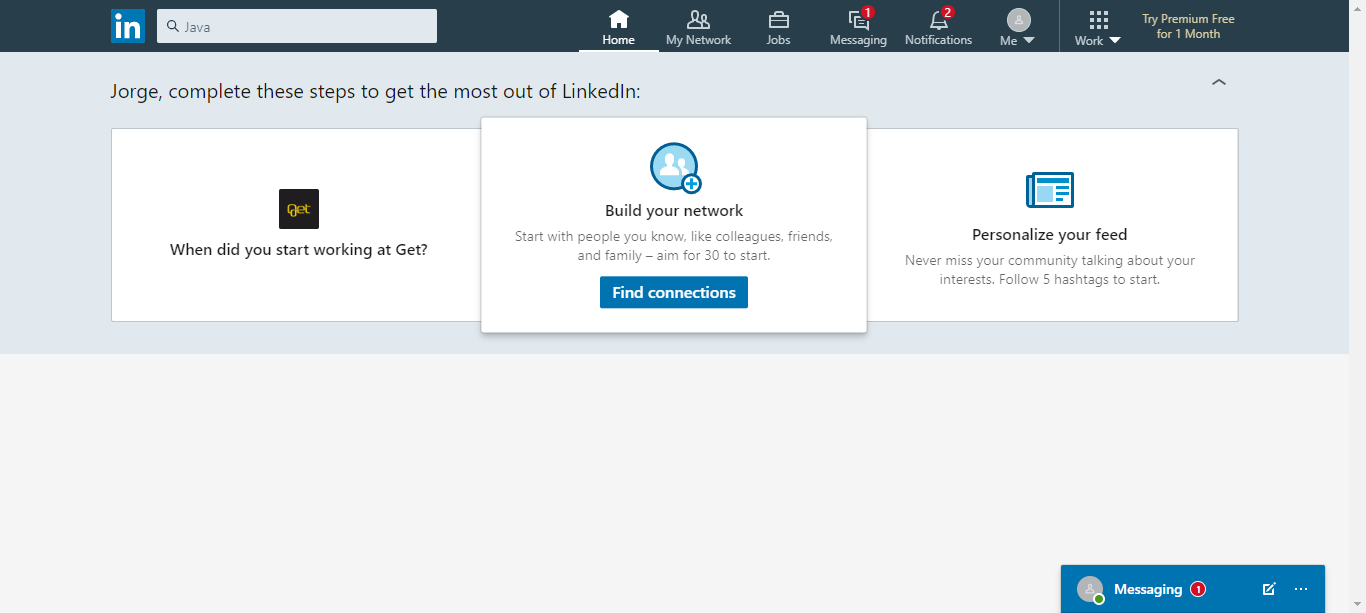 in
Java
Home
My Network
Jobs
1
Messaging
2
Notifications
Me
Work
Try Premium Free
for 1 Month
Jorge, complete these steps to get the most out of LinkedIn:
Get
When did you start working at Get?
Build your network
Start with people you know, like colleagues, friends,
and family – aim for 30 to start.
Find connections
Personalize your feed
Never miss your community talking about your
interests. Follow 5 hashtags to start.
Messaging 1